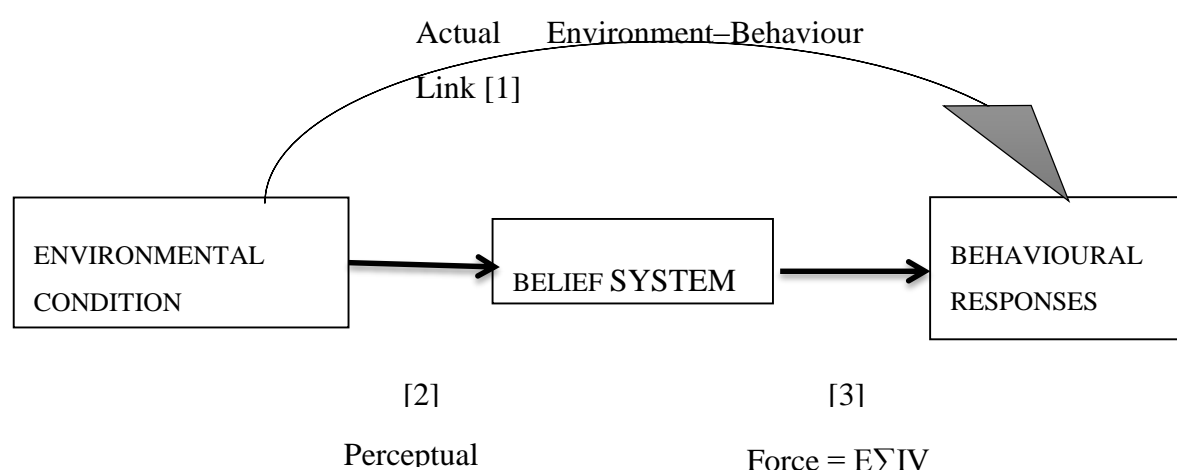 Actual Environment–Behaviour
Link [1]
ENVIRONMENTAL
CONDITION
BELIEF SYSTEM
BEHAVIOURAL
RESPONSES
[2]
[3]
Perceptual
Force = E∑IV